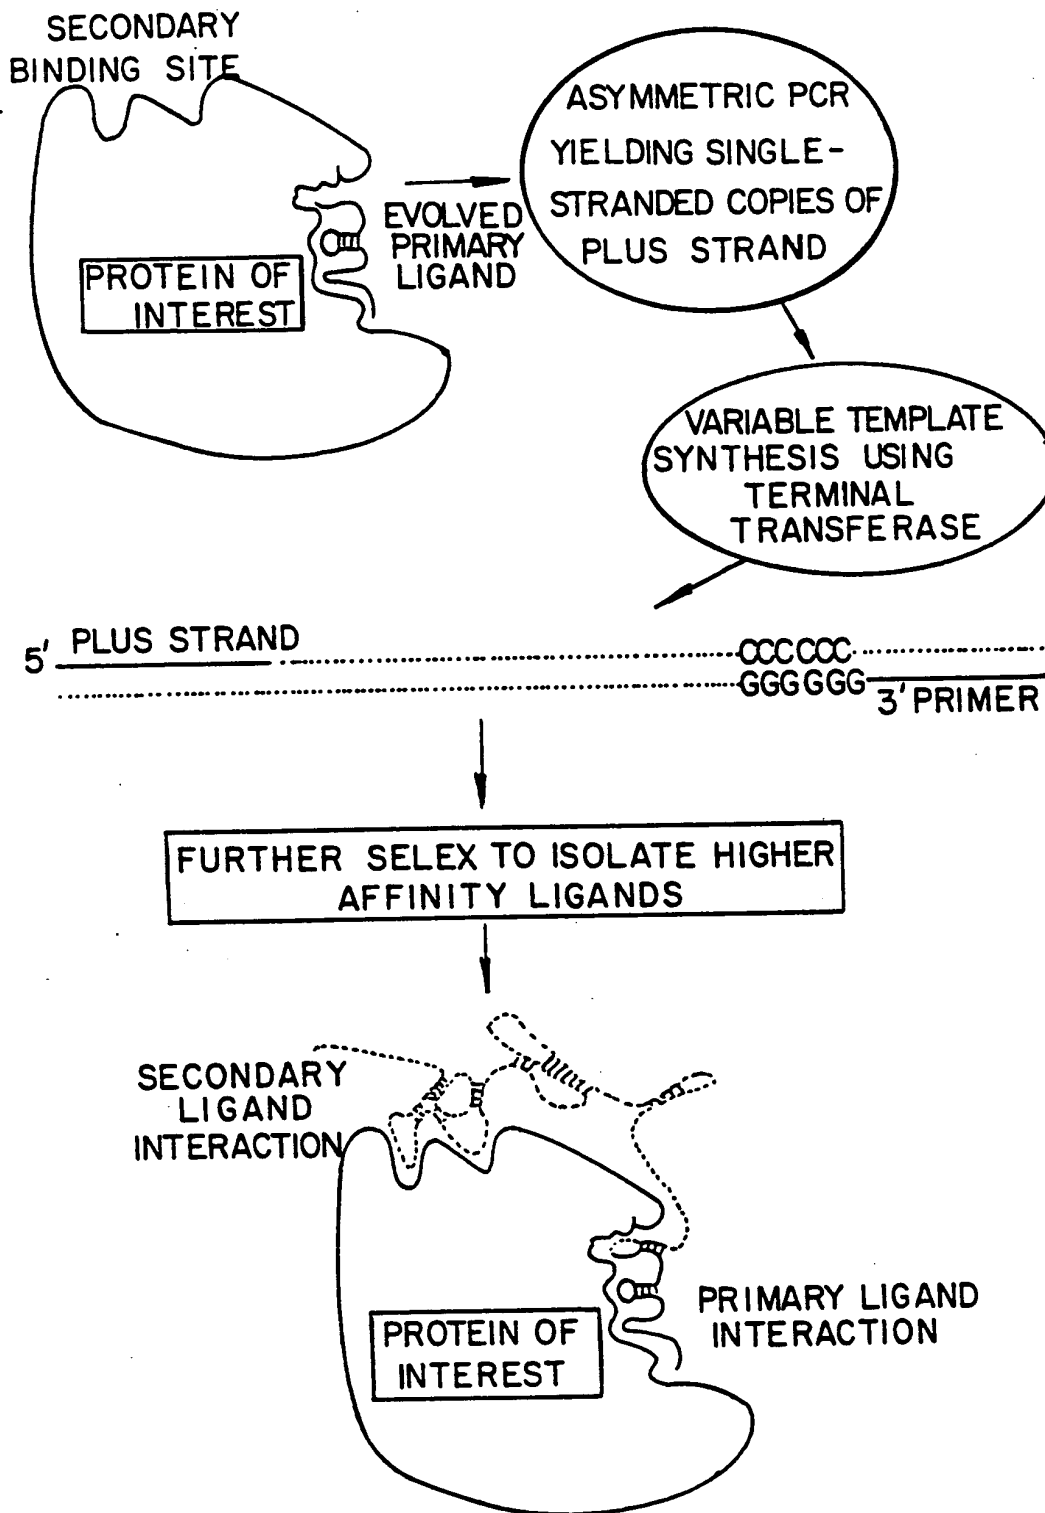 SECONDARY
BINDING SITE
PROTEIN OF
INTEREST
EVOLVED
PRIMARY
LIGAND
ASYMMETRIC PCR
YIELDING SINGLE-
STRANDED COPIES OF
PLUS STRAND
VARIABLE TEMPLATE
SYNTHESIS USING
TERMINAL
TRANSFERASE
5' PLUS STRAND
CCCCCC
GGGGGG
3' PRIMER
FURTHER SELEX TO ISOLATE HIGHER
AFFINITY LIGANDS
SECONDARY
LIGAND
INTERACTION
PRIMARY LIGAND
INTERACTION
PROTEIN OF
INTEREST